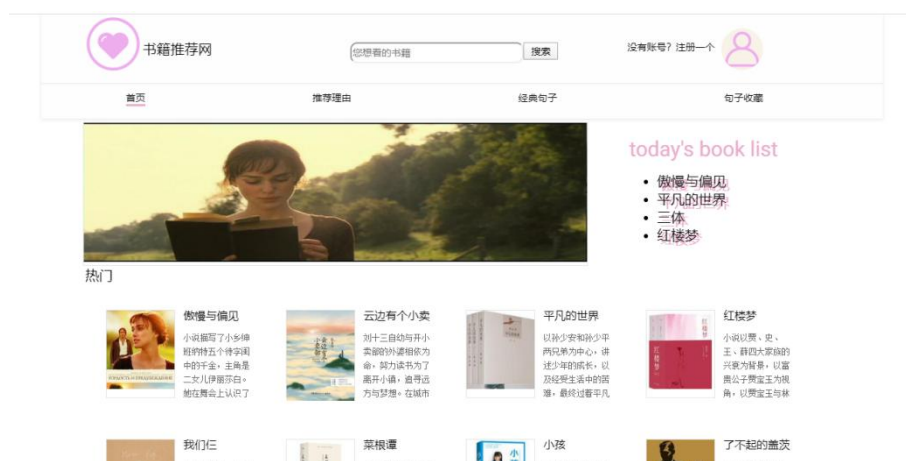 书籍推荐网
您想看的书籍
搜索
没有账号？注册一个
首页
推荐理由
经典句子
句子收藏
today's book list
傲慢与偏见
平凡的世界
三体
红楼梦
热门
傲慢与偏见
小说描写了小乡绅
班纳特五个待字闺
中的千金，主角是
二女儿伊丽莎白。
她在舞会上认识了
云边有个小卖
刘十三自幼与开小
卖部的外婆相依为
命，努力读书为了
离开小镇，追寻远
方与梦想。在城市
平凡的世界
以孙少安和孙少平
两兄弟为中心，讲
述少年的成长，以
及经受生活中的苦
难，最终过着平凡
红楼梦
小说以贾、史、
王、薛四大家族的
兴衰为背景，以富
贵公子贾宝玉为视
角，以贾宝玉与林
红楼梦
我们仨
菜根谭
小孩
了不起的盖茨